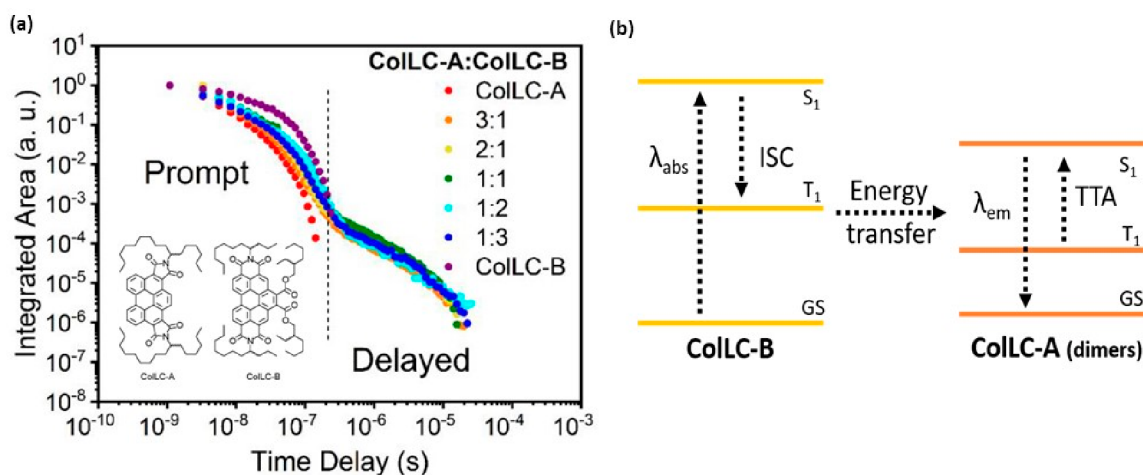 (a)
Integrated Area (a. u.)
10^1
10^0
10^-1
10^-2
10^-3
10^-4
10^-5
10^-6
10^-7
10^-8
ColLC-A:ColLC-B
ColLC-A
3:1
2:1
1:1
1:2
1:3
ColLC-B
Prompt
Delayed
ColLC-A
ColLC-B
10^-10
10^-9
10^-8
10^-7
10^-6
10^-5
10^-4
10^-3
Time Delay (s)
(b)
S₁
λabs
ISC
T₁
GS
ColLC-B
Energy
transfer
S₁
λem
TTA
T₁
GS
ColLC-A (dimers)